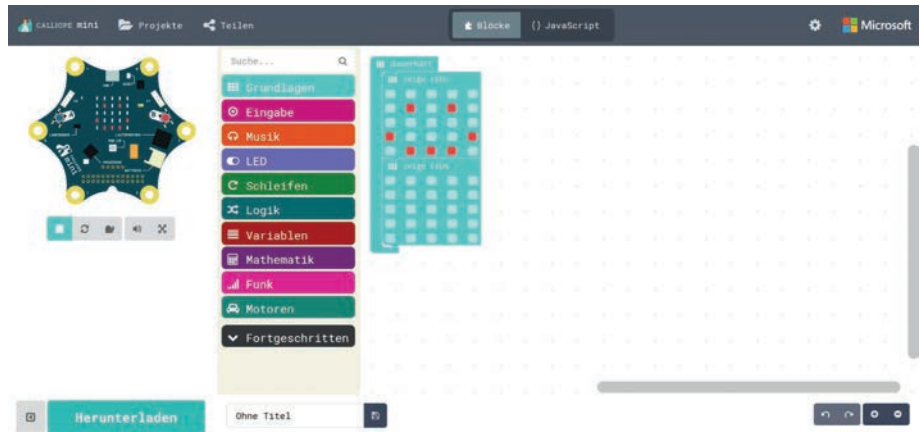 CALLIOPE mini
Projekte
Teilen
Blöcke
{} JavaScript
Microsoft
Suche...
Grundlagen
Eingabe
Musik
LED
Schleifen
Logik
Variablen
Mathematik
Funk
Motoren
Fortgeschritten
dauerhaft
zeige LEDs
zeige LEDs
Herunterladen
Ohne Titel